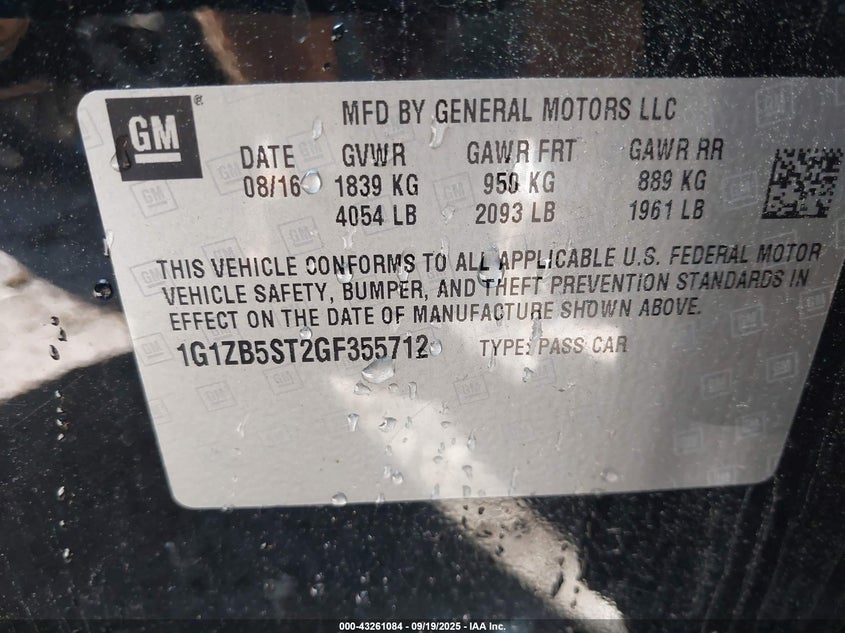 GM®
MFD BY GENERAL MOTORS LLC
DATE GVWR GAWR FRT GAWR RR
08/16 1839 KG 950 KG 889 KG
4054 LB 2093 LB 1961 LB
THIS VEHICLE CONFORMS TO ALL APPLICABLE U.S. FEDERAL MOTOR
VEHICLE SAFETY, BUMPER, AND THEFT PREVENTION STANDARDS IN
EFFECT ON THE DATE OF MANUFACTURE SHOWN ABOVE.
1G1ZB5ST2GF355712 TYPE: PASS CAR
000-43261084 - 09/19/2025 - IAA Inc.